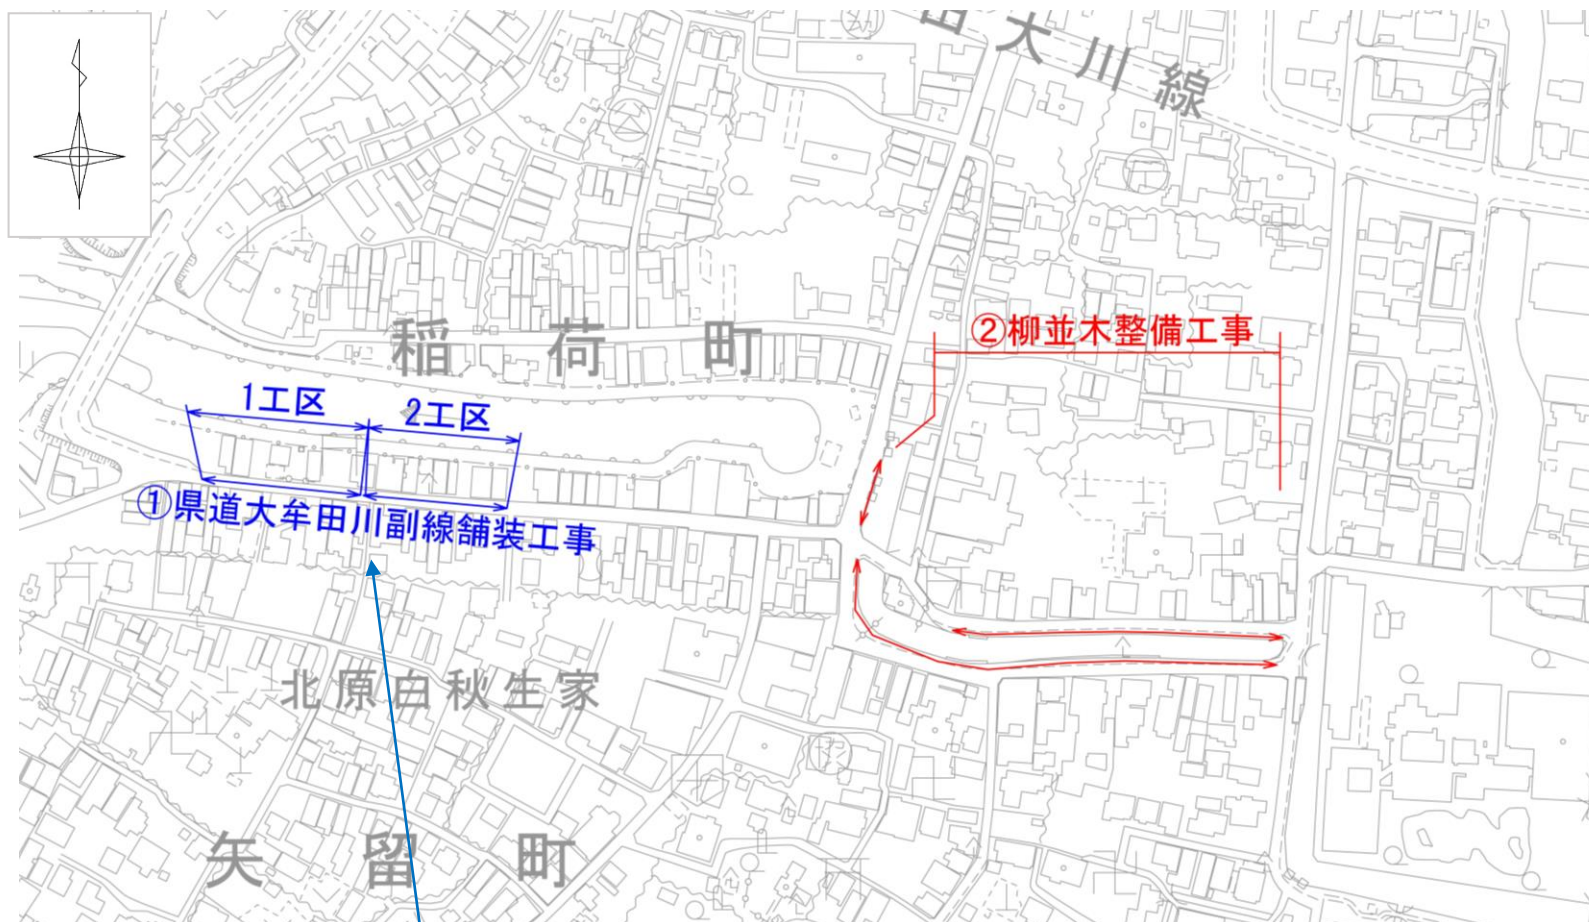 田大川線
②柳並木整備工事
稲荷町
1工区
2工区
①県道大牟田川副線舗装工事
北原白秋生家
矢留町